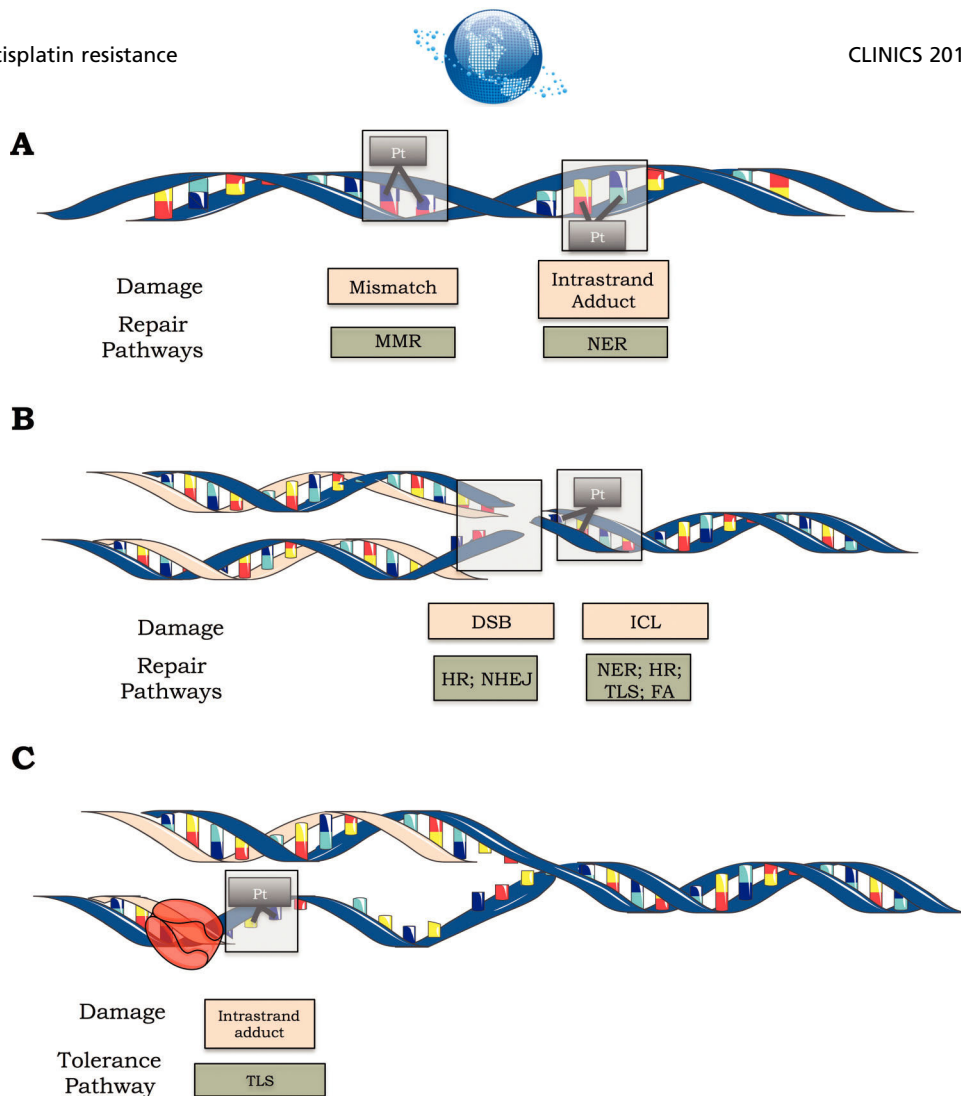 cisplatin resistance
CLINICS 201
A
Pt
Pt
Damage
Mismatch
Intrastrand
Adduct
Repair
Pathways
MMR
NER
B
Pt
Damage
DSB
ICL
Repair
Pathways
HR; NHEJ
NER; HR;
TLS; FA
C
Pt
Damage
Intrastrand
adduct
Tolerance
Pathway
TLS